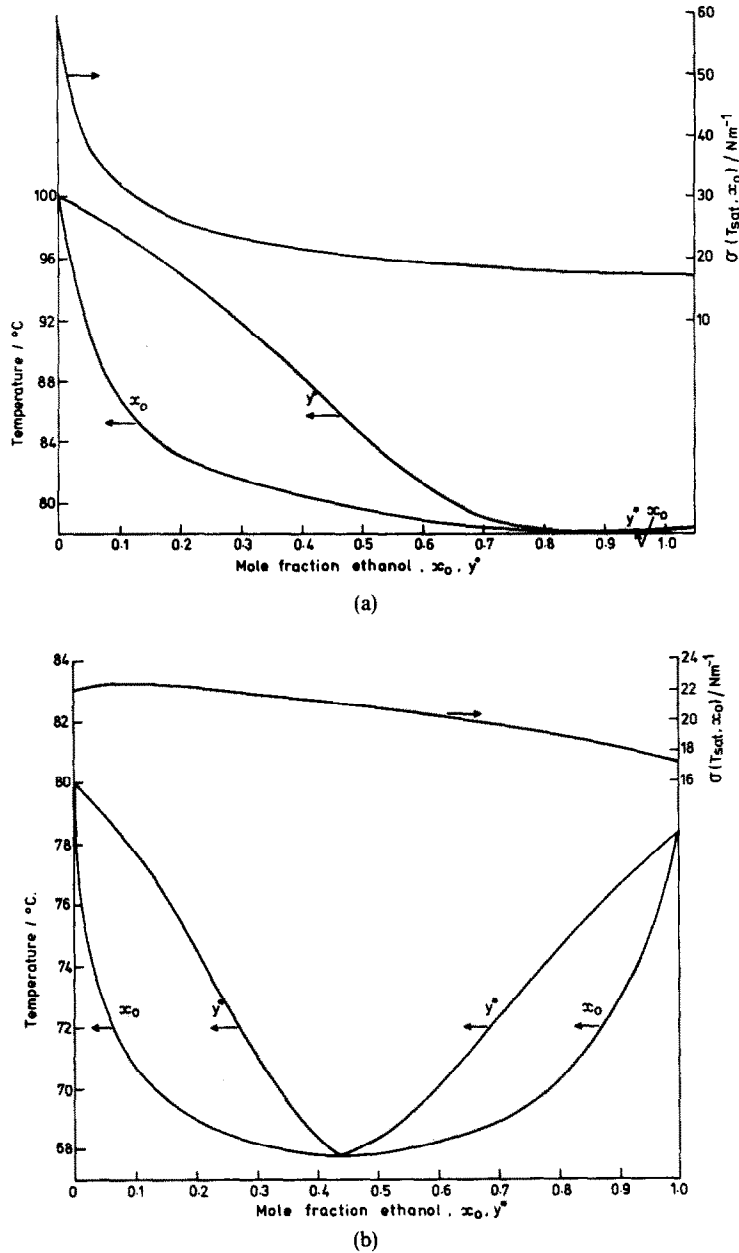 60
50
40
30
20
10
σ(Tsat, x₀) / Nm⁻¹
100
96
92
88
84
80
Temperature / °C
x₀
y*
y* x₀
0 0.1 0.2 0.3 0.4 0.5 0.6 0.7 0.8 0.9 1.0
Mole fraction ethanol , x₀ , y*
(a)
84
82
80
78
76
74
72
70
68
Temperature / °C.
24
22
20
18
16
σ(Tsat, x₀) / Nm⁻¹
x₀
y*
y*
x₀
0 0.1 0.2 0.3 0.4 0.5 0.6 0.7 0.8 0.9 1.0
Mole fraction ethanol , x₀ , y*
(b)